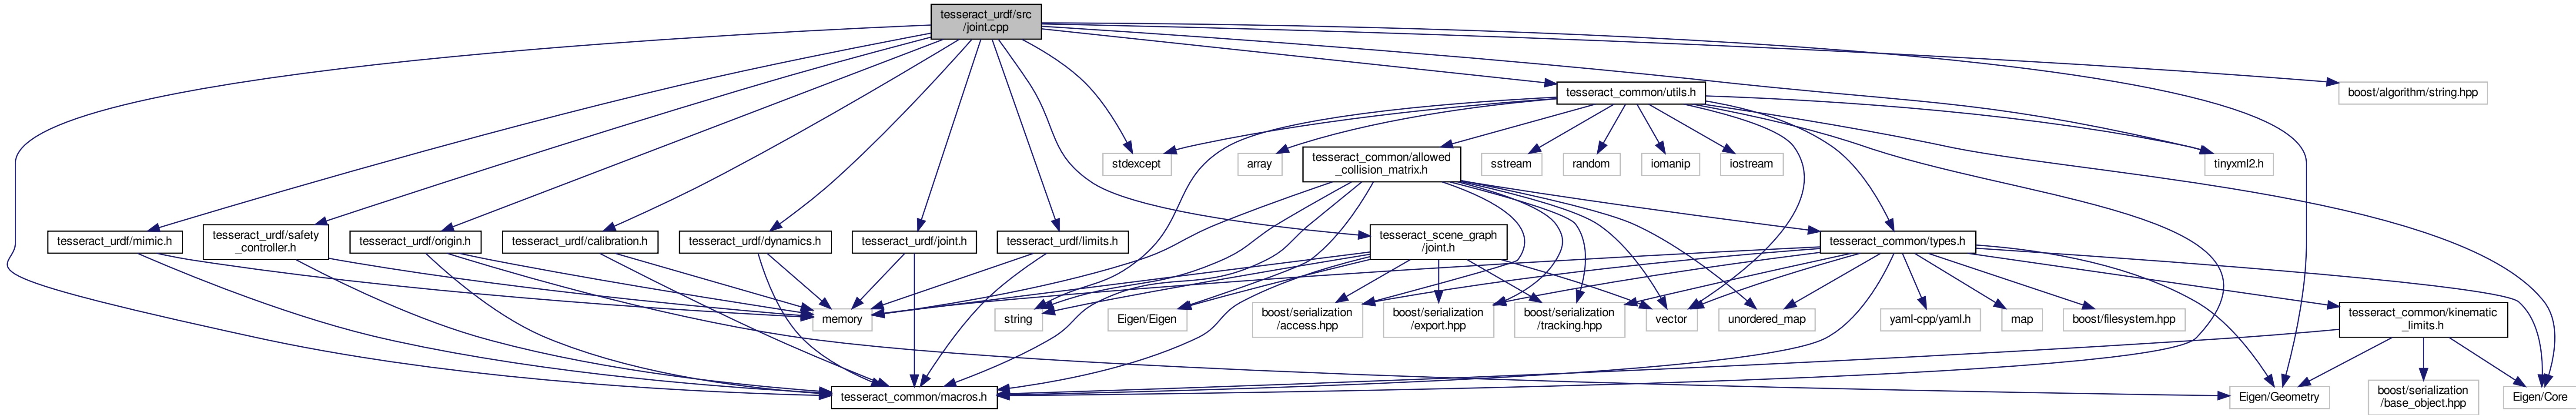 tesseract_urdf/src
/joint.cpp
tesseract_common/utils.h
boost/algorithm/string.hpp
stdexcept
array
tesseract_common/allowed
_collision_matrix.h
sstream
random
iomanip
iostream
tinyxml2.h
tesseract_urdf/mimic.h
tesseract_urdf/safety
_controller.h
tesseract_urdf/origin.h
tesseract_urdf/calibration.h
tesseract_urdf/dynamics.h
tesseract_urdf/joint.h
tesseract_urdf/limits.h
tesseract_scene_graph
/joint.h
tesseract_common/types.h
memory
string
Eigen/Eigen
boost/serialization
/access.hpp
boost/serialization
/export.hpp
boost/serialization
/tracking.hpp
vector
unordered_map
yaml-cpp/yaml.h
map
boost/filesystem.hpp
tesseract_common/kinematic
_limits.h
tesseract_common/macros.h
Eigen/Geometry
boost/serialization
/base_object.hpp
Eigen/Core